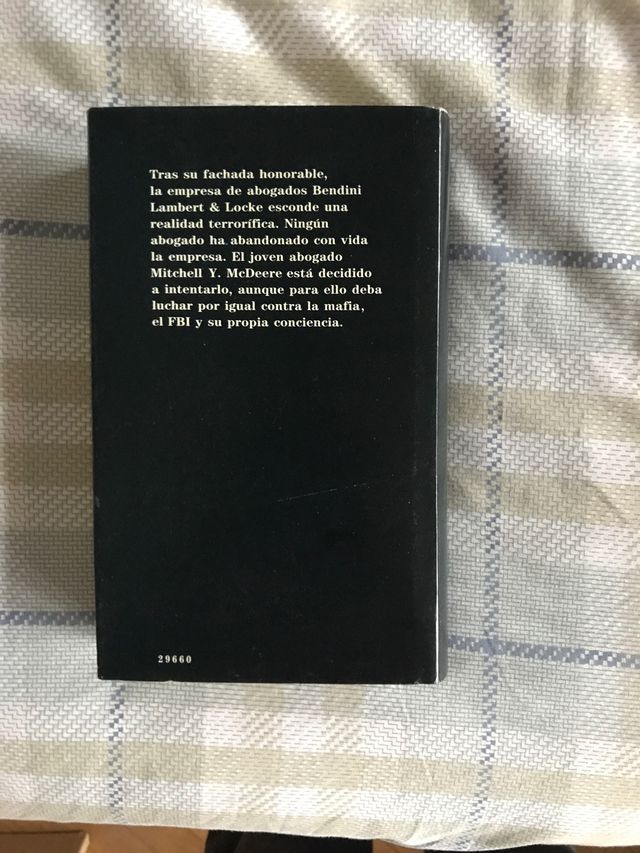 Tras su fachada honorable,
la empresa de abogados Bendini
Lambert & Locke esconde una
realidad terrorífica. Ningún
abogado ha abandonado con vida
la empresa. El joven abogado
Mitchell Y. McDeere está decidido
a intentarlo, aunque para ello deba
luchar por igual contra la mafia,
el FBI y su propia conciencia.
29660